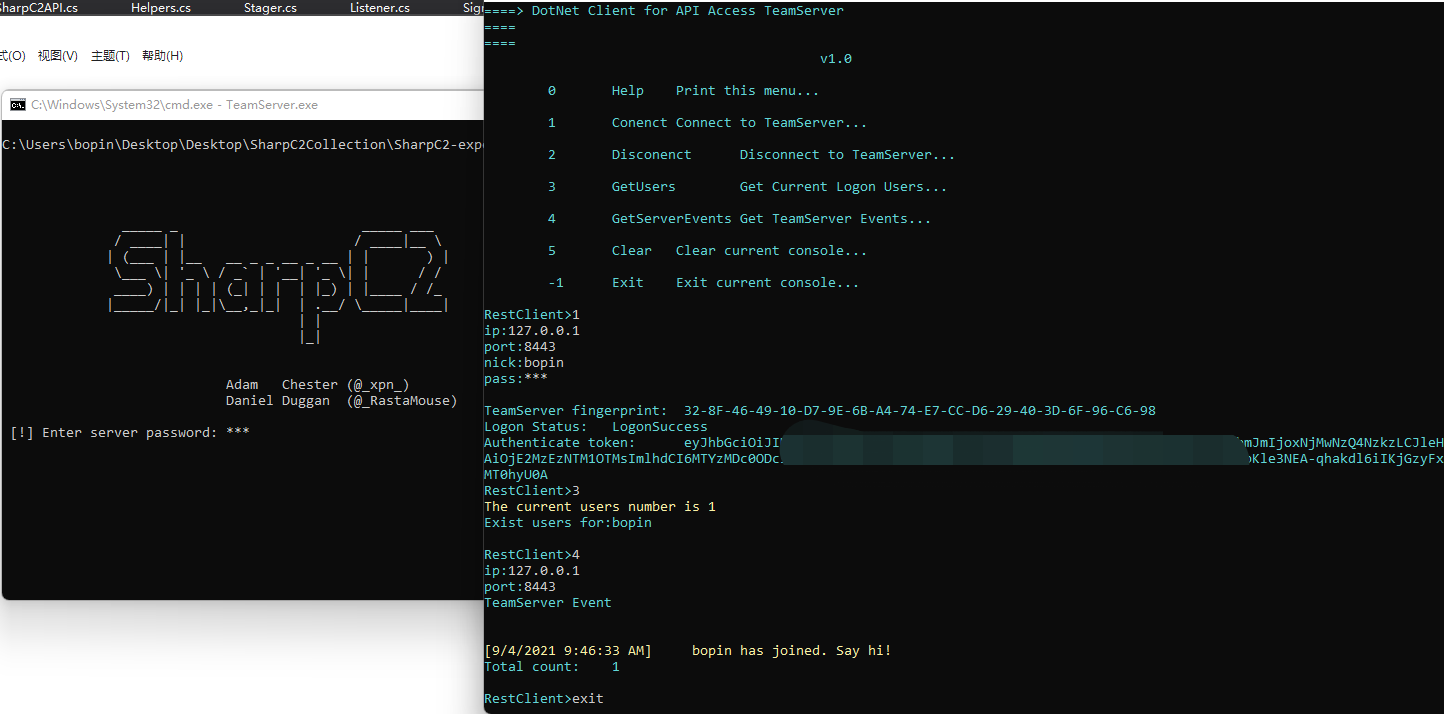 SharpC2API.cs Helpers.cs Stager.cs Listener.cs
式(O) 视图(V) 主题(T) 帮助(H)
C:\Windows\System32\cmd.exe - TeamServer.exe
C:\Users\bopin\Desktop\Desktop\SharpC2Collection\SharpC2-exp
SharpC2
Adam Chester (@_xpn_)
Daniel Duggan (@_RastaMouse)
[!] Enter server password: ***
====> DotNet Client for API Access TeamServer
====
====
v1.0
0 Help Print this menu...
1 Conenct Connect to TeamServer...
2 Disconenct Disconnect to TeamServer...
3 GetUsers Get Current Logon Users...
4 GetServerEvents Get TeamServer Events...
5 Clear Clear current console...
-1 Exit Exit current console...
RestClient>1
ip:127.0.0.1
port:8443
nick:bopin
pass:***
TeamServer fingerprint: 32-8F-46-49-10-D7-9E-6B-A4-74-E7-CC-D6-29-40-3D-6F-96-C6-98
Logon Status: LogonSuccess
Authenticate token: eyJhbGciOiJI mJmIjoxNjMwNzQ4NzkzLCJleH
AiOjE2MzEzNTM1OTMsImlhdCI6MTYzMDc0ODc Kle3NEA-qhakdl6iIKjGzyFx
MT0hyU0A
RestClient>3
The current users number is 1
Exist users for:bopin
RestClient>4
ip:127.0.0.1
port:8443
TeamServer Event
[9/4/2021 9:46:33 AM] bopin has joined. Say hi!
Total count: 1
RestClient>exit